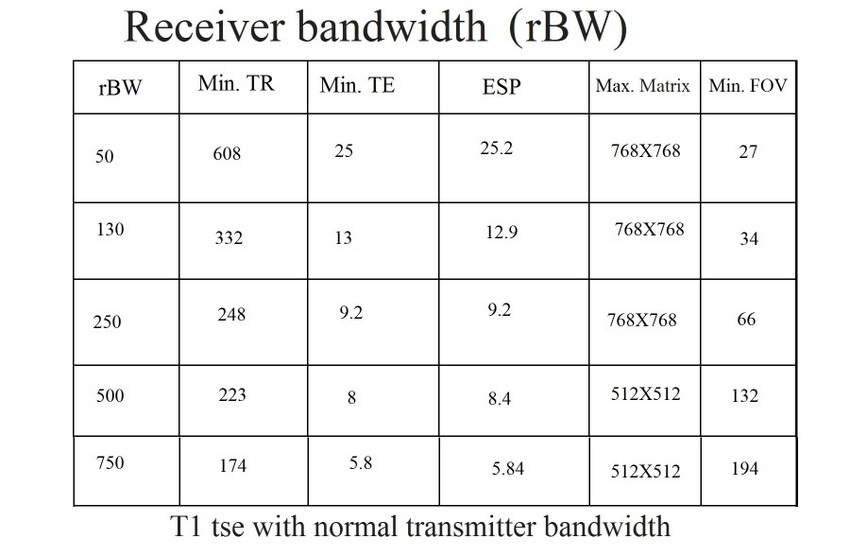 Receiver bandwidth (rBW)
rBW Min. TR Min. TE ESP Max. Matrix Min. FOV
50 608 25 25.2 768X768 27
130 332 13 12.9 768X768 34
250 248 9.2 9.2 768X768 66
500 223 8 8.4 512X512 132
750 174 5.8 5.84 512X512 194
T1 tse with normal transmitter bandwidth